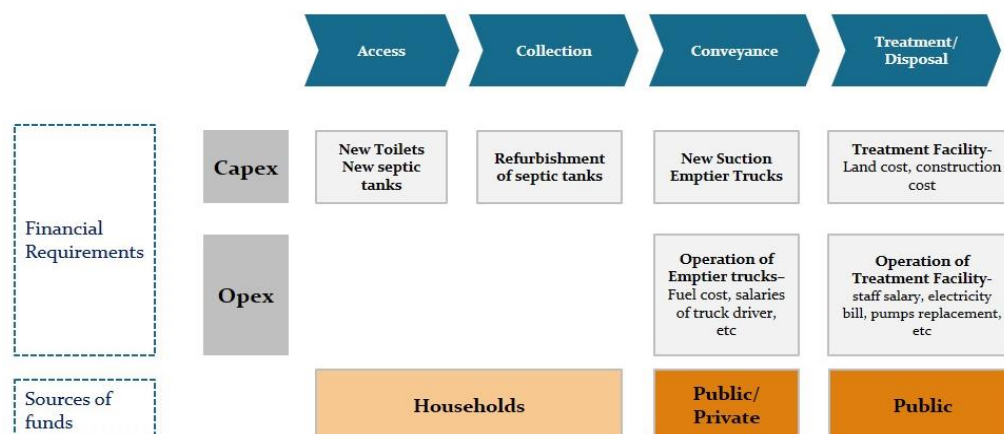 Access
Collection
Conveyance
Treatment/
Disposal
Financial
Requirements
Capex
New Toilets
New septic
tanks
Refurbishment
of septic tanks
New Suction
Emptier Trucks
Treatment Facility-
Land cost, construction
cost
Opex
Operation of
Emptier trucks–
Fuel cost, salaries
of truck driver,
etc
Operation of
Treatment Facility-
staff salary, electricity
bill, pumps replacement,
etc
Sources of
funds
Households
Public/
Private
Public